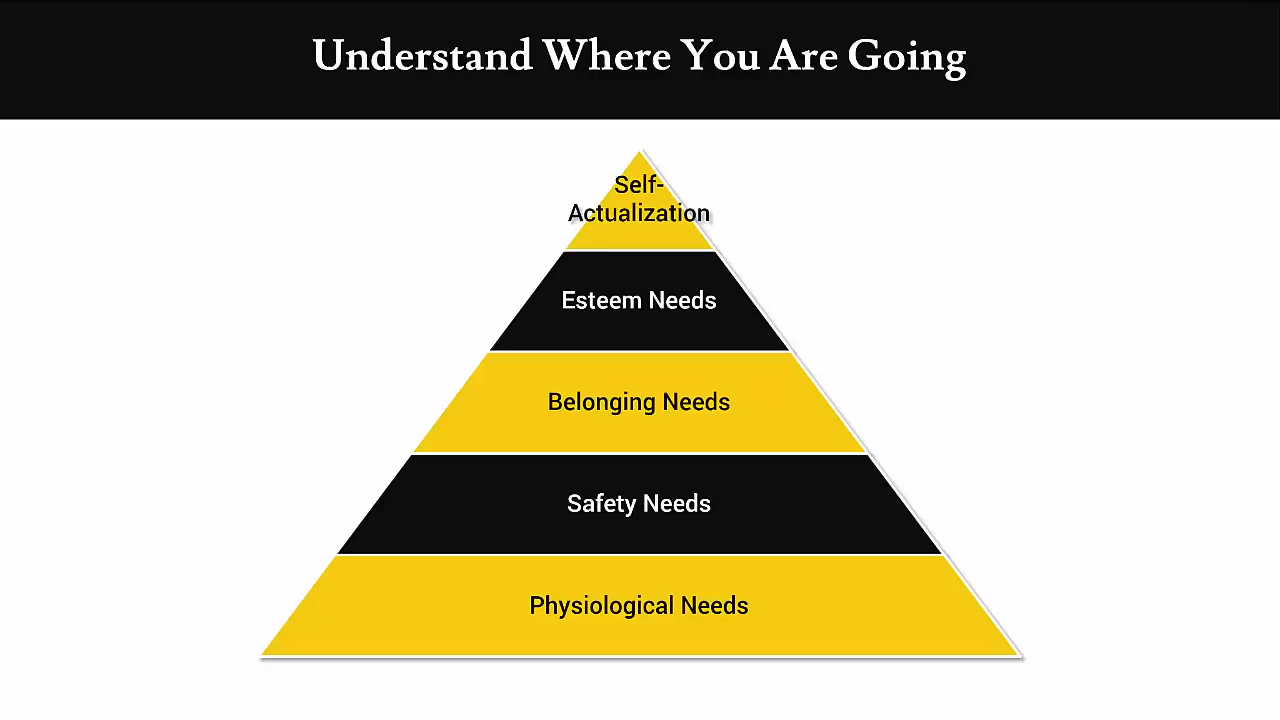 Understand Where You Are Going
Self-
Actualization
Esteem Needs
Belonging Needs
Safety Needs
Physiological Needs